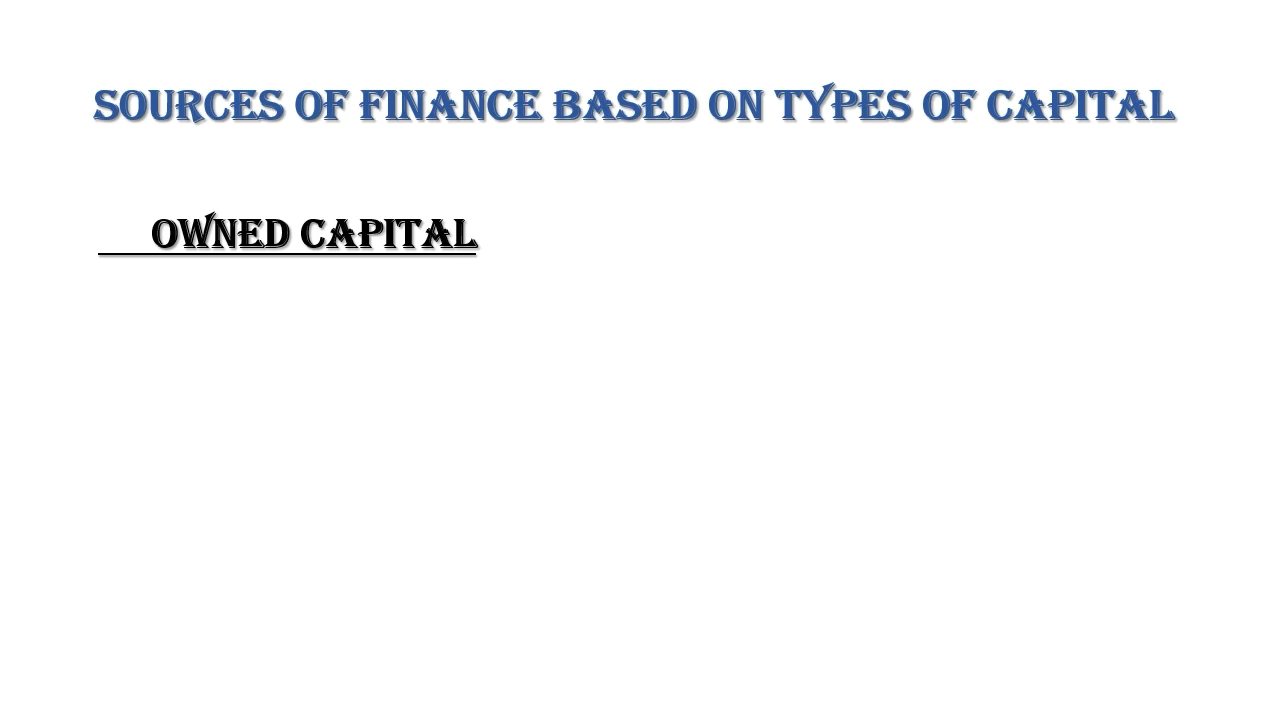 SOURCES OF FINANCE BASED ON TYPES OF CAPITAL
OWNED CAPITAL